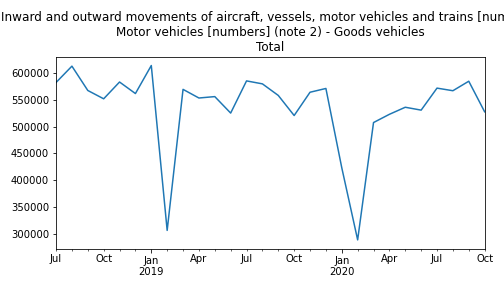 Inward and outward movements of aircraft, vessels, motor vehicles and trains [num
Motor vehicles [numbers] (note 2) - Goods vehicles
Total
600000
550000
500000
450000
400000
350000
300000
Jul Oct Jan Apr Jul Oct Jan Apr Jul Oct
2019 2020